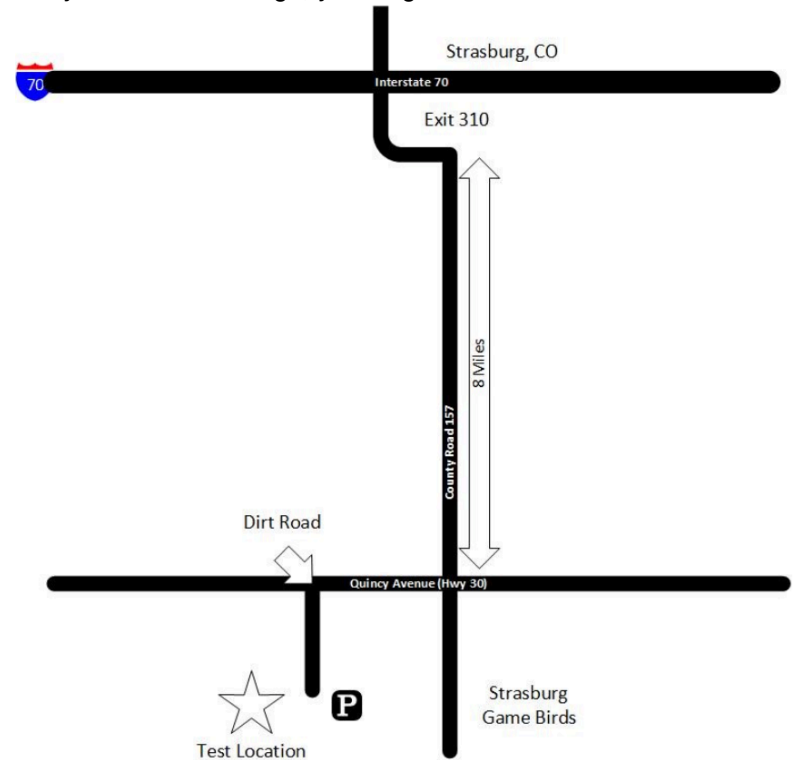 Strasburg, CO
70
Interstate 70
Exit 310
8 Miles
County Road 157
Dirt Road
Quincy Avenue (Hwy 30)
P
Strasburg
Game Birds
Test Location